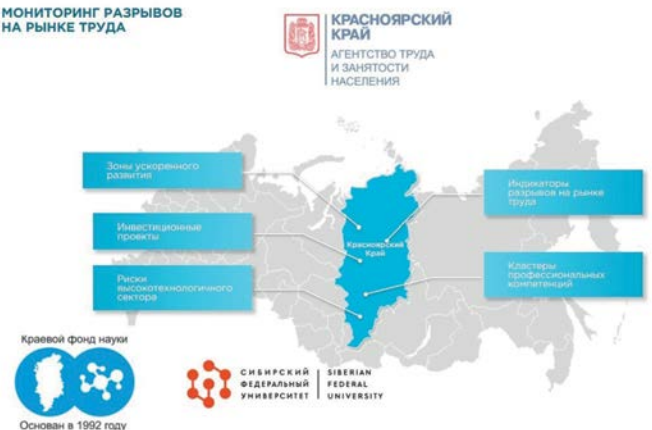 МОНИТОРИНГ РАЗРЫВОВ
НА РЫНКЕ ТРУДА
КРАСНОЯРСКИЙ
КРАЙ
АГЕНТСТВО ТРУДА
И ЗАНЯТОСТИ
НАСЕЛЕНИЯ
Зоны ускоренного
развития
Инвестиционные
проекты
Риски
высокотехнологичного
сектора
Красноярский
Край
Индикаторы
разрывов на рынке
труда
Кластеры
профессиональных
компетенций
Краевой фонд науки
Основан в 1992 году
СИБИРСКИЙ
ФЕДЕРАЛЬНЫЙ
УНИВЕРСИТЕТ
SIBERIAN
FEDERAL
UNIVERSITY